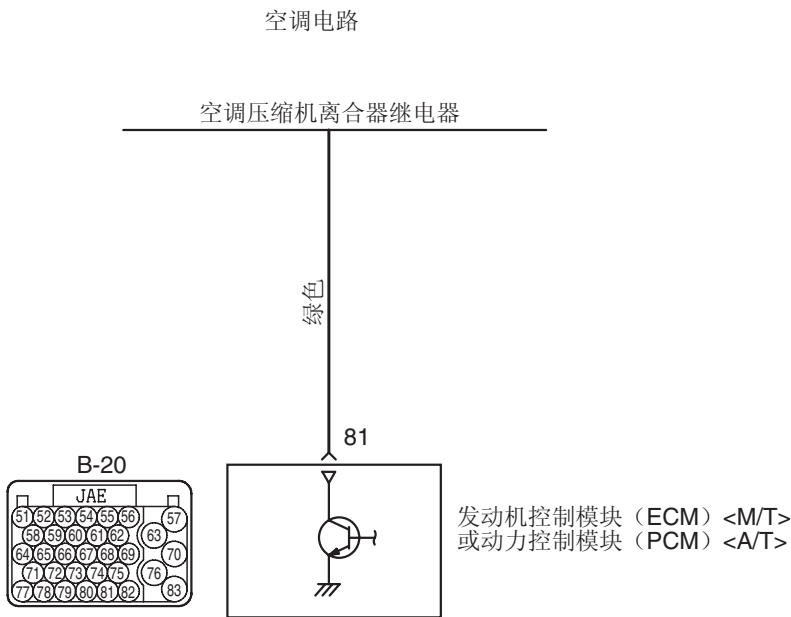 空调电路
空调压缩机离合器继电器
绿色
81
B-20
JAE
51 52 53 54 55 56 57
58 59 60 61 62 63
64 65 66 67 68 69 70
71 72 73 74 75 76
77 78 79 80 81 82 83
发动机控制模块（ECM）<M/T>
或动力控制模块（PCM）<A/T>